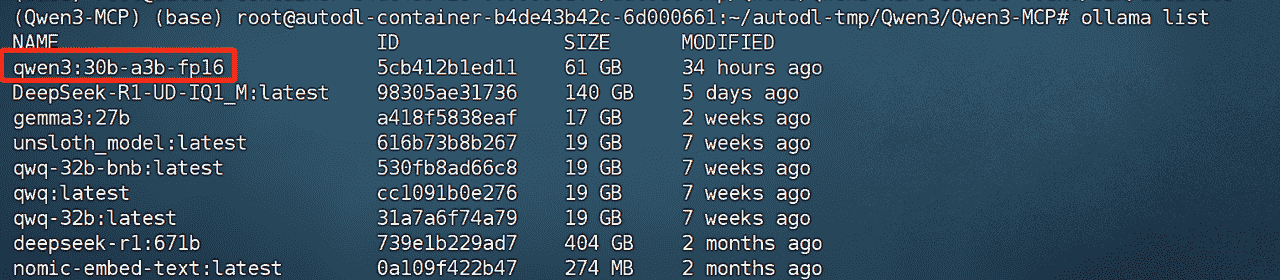 (Qwen3-MCP) (base) root@autodl-container-b4de43b42c-6d000661:~/autodl-tmp/Qwen3/Qwen3-MCP# ollama list
NAME ID SIZE MODIFIED
qwen3:30b-a3b-fp16 5cb412b1ed11 61 GB 34 hours ago
DeepSeek-R1-UD-IQ1_M:latest 98305ae31736 140 GB 5 days ago
gemma3:27b a418f5838eaf 17 GB 2 weeks ago
unsloth_model:latest 616b73b8b267 19 GB 7 weeks ago
qwq-32b-bnb:latest 530fb8ad66c8 19 GB 7 weeks ago
qwq:latest cc1091b0e276 19 GB 7 weeks ago
qwq-32b:latest 31a7a6f74a79 19 GB 7 weeks ago
deepseek-r1:671b 739e1b229ad7 404 GB 2 months ago
nomic-embed-text:latest 0a109f422b47 274 MB 2 months ago